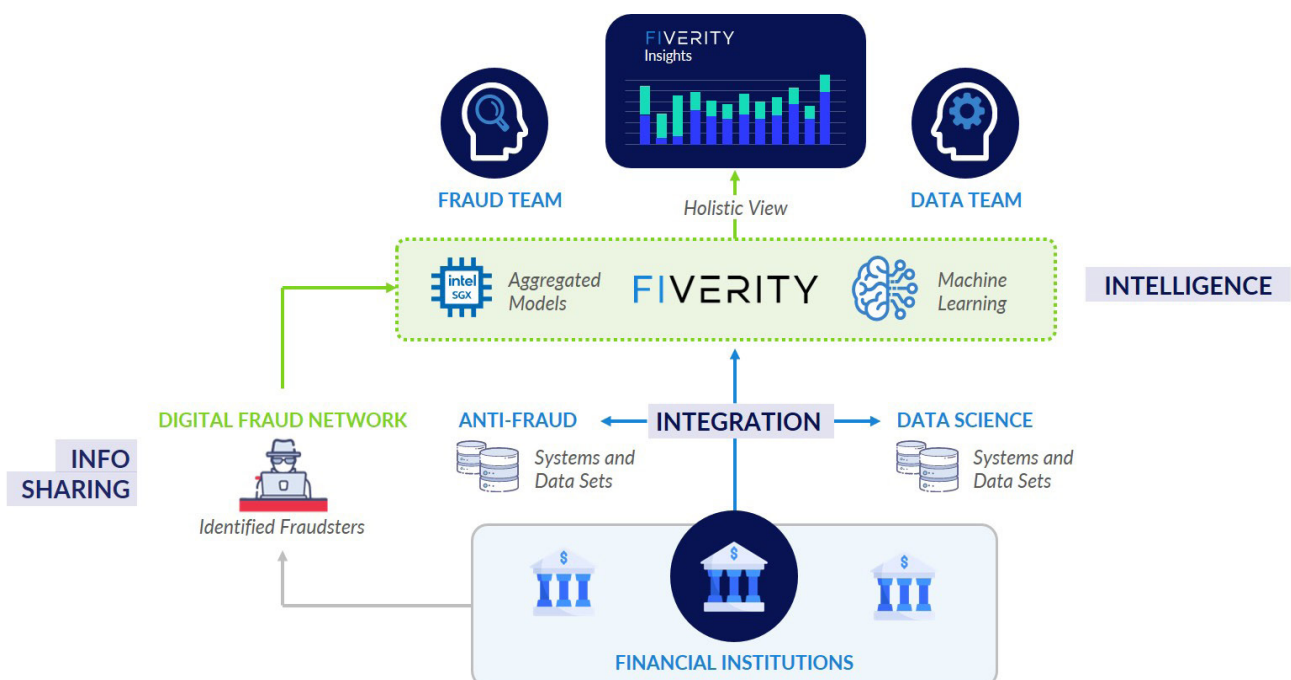 FIVERITY
Insights
FRAUD TEAM
Holistic View
DATA TEAM
intel
SGX
Aggregated
Models
FIVERITY
Machine
Learning
INTELLIGENCE
DIGITAL FRAUD NETWORK
ANTI-FRAUD
INTEGRATION
DATA SCIENCE
INFO
SHARING
Systems and
Data Sets
Systems and
Data Sets
Identified Fraudsters
$
$
$
FINANCIAL INSTITUTIONS